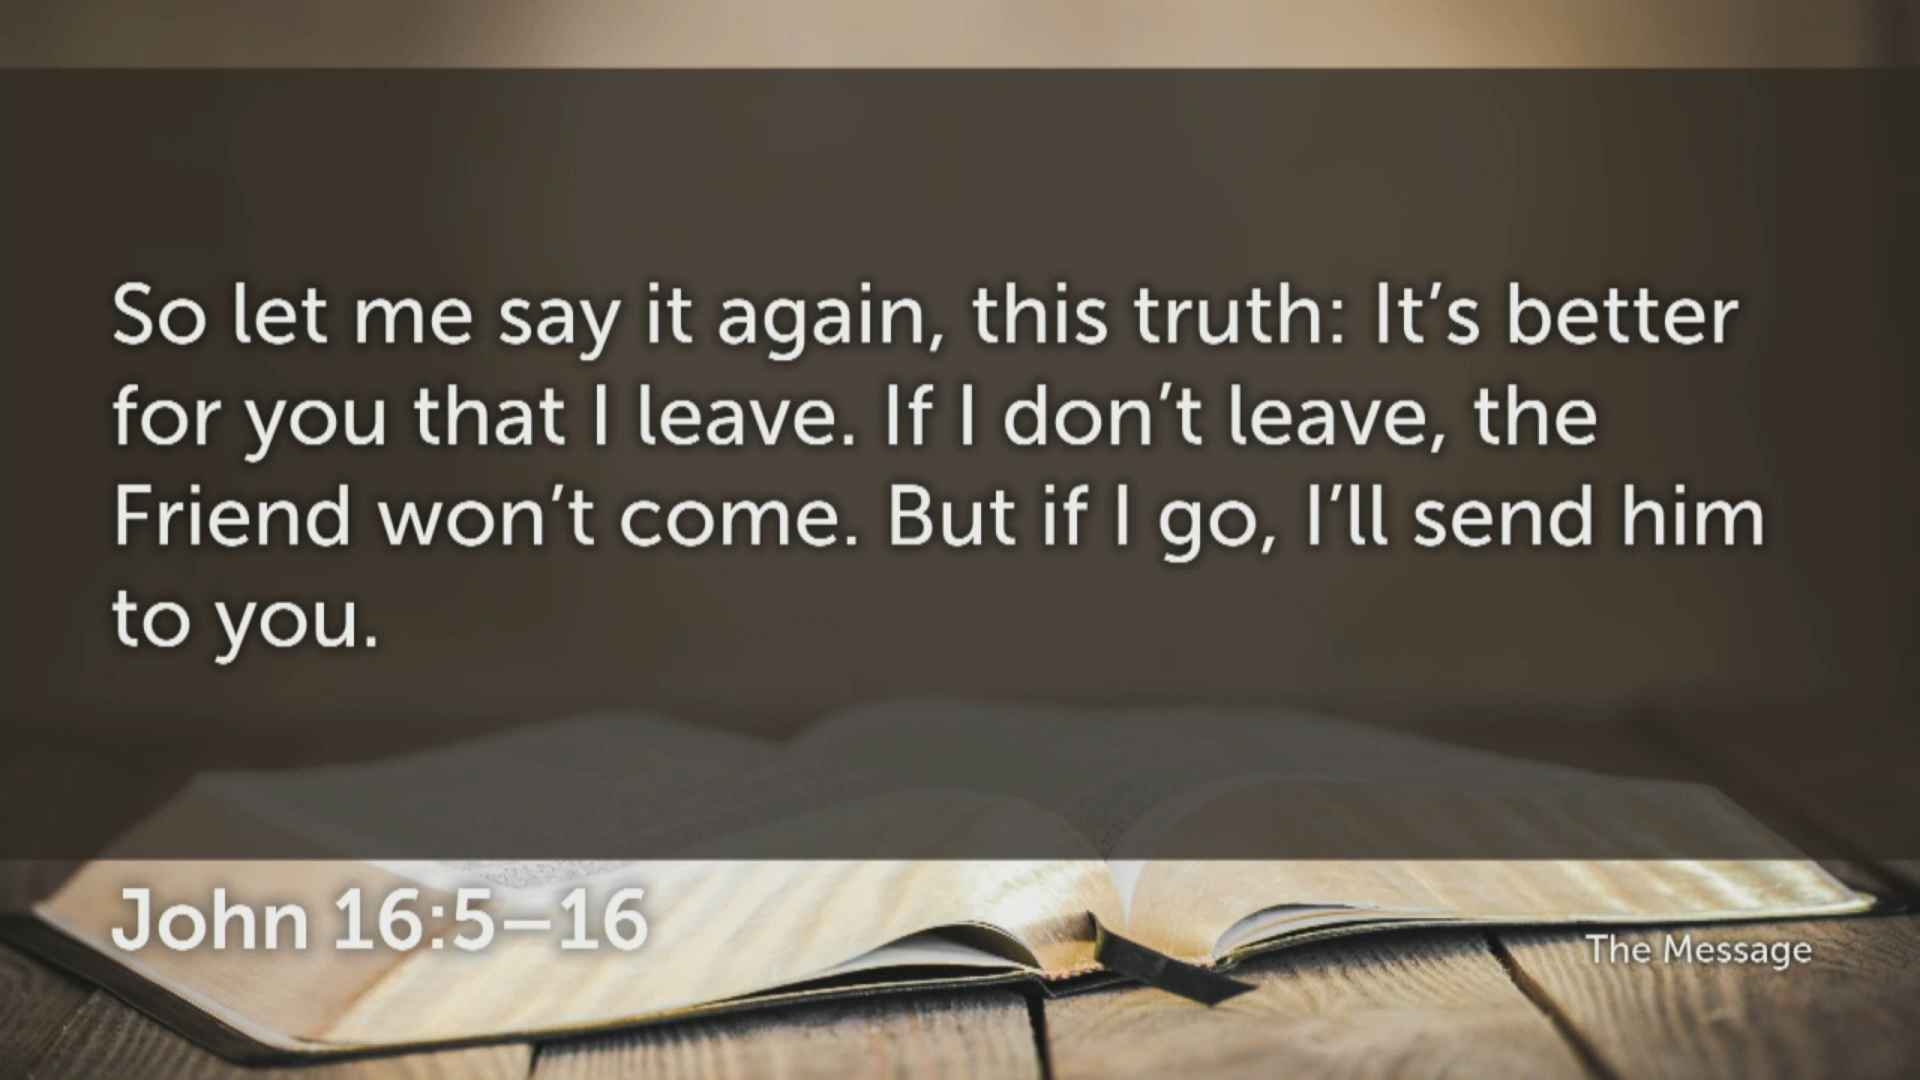 So let me say it again, this truth: It’s better
for you that I leave. If I don’t leave, the
Friend won’t come. But if I go, I’ll send him
to you.
John 16:5–16
The Message